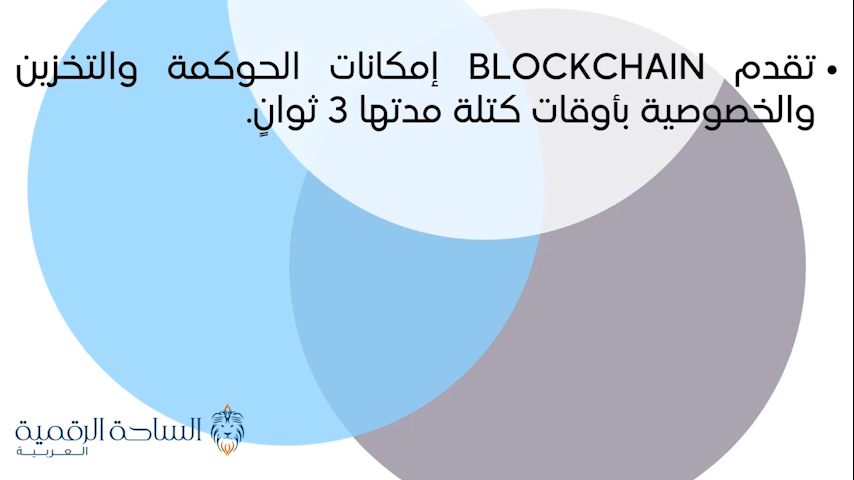 • تقدم BLOCKCHAIN إمكانات الحوكمة والتخزين
والخصوصية بأوقات كتلة مدتها 3 ثوانٍ.
الساحة الرقمية
العربية